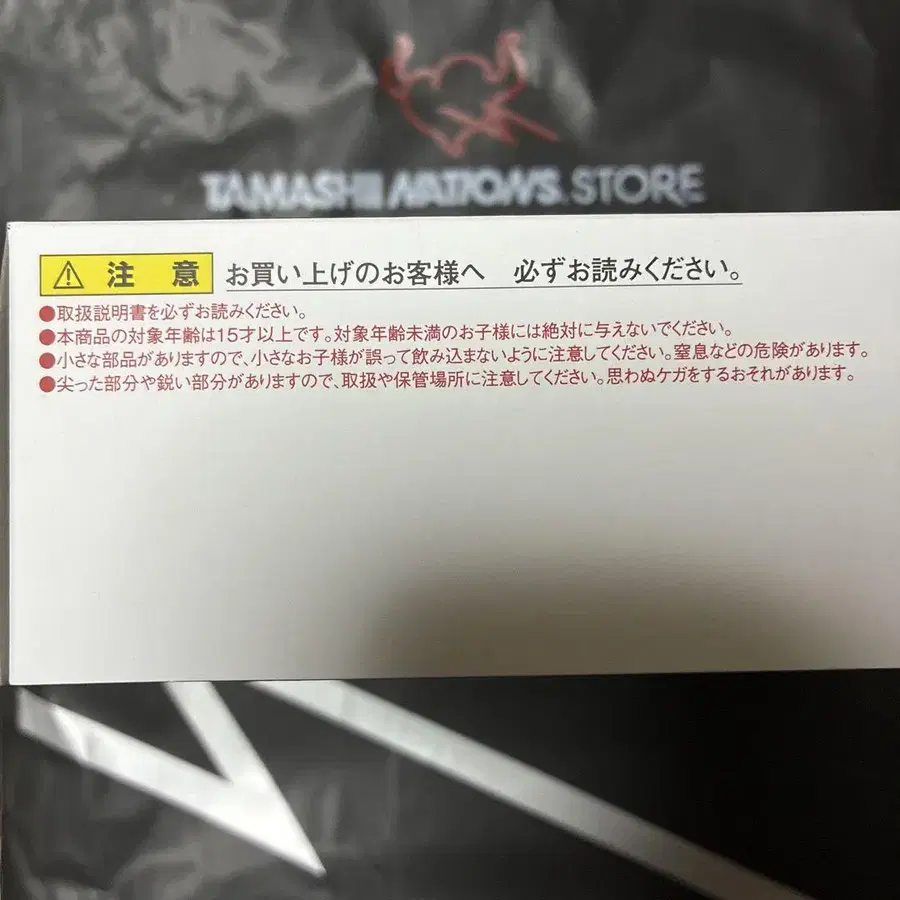 TAMASHII NATIONS. STORE
注意 お買い上げのお客様へ 必ずお読みください。
●取扱説明書を必ずお読みください。
●本商品の対象年齢は15才以上です。対象年齢未満のお子様には絶対に与えないでください。
●小さな部品がありますので、小さなお子様が誤って飲み込まないように注意してください。窒息などの危険があります。
●尖った部分や鋭い部分がありますので、取扱や保管場所に注意してください。思わぬケガをするおそれがあります。